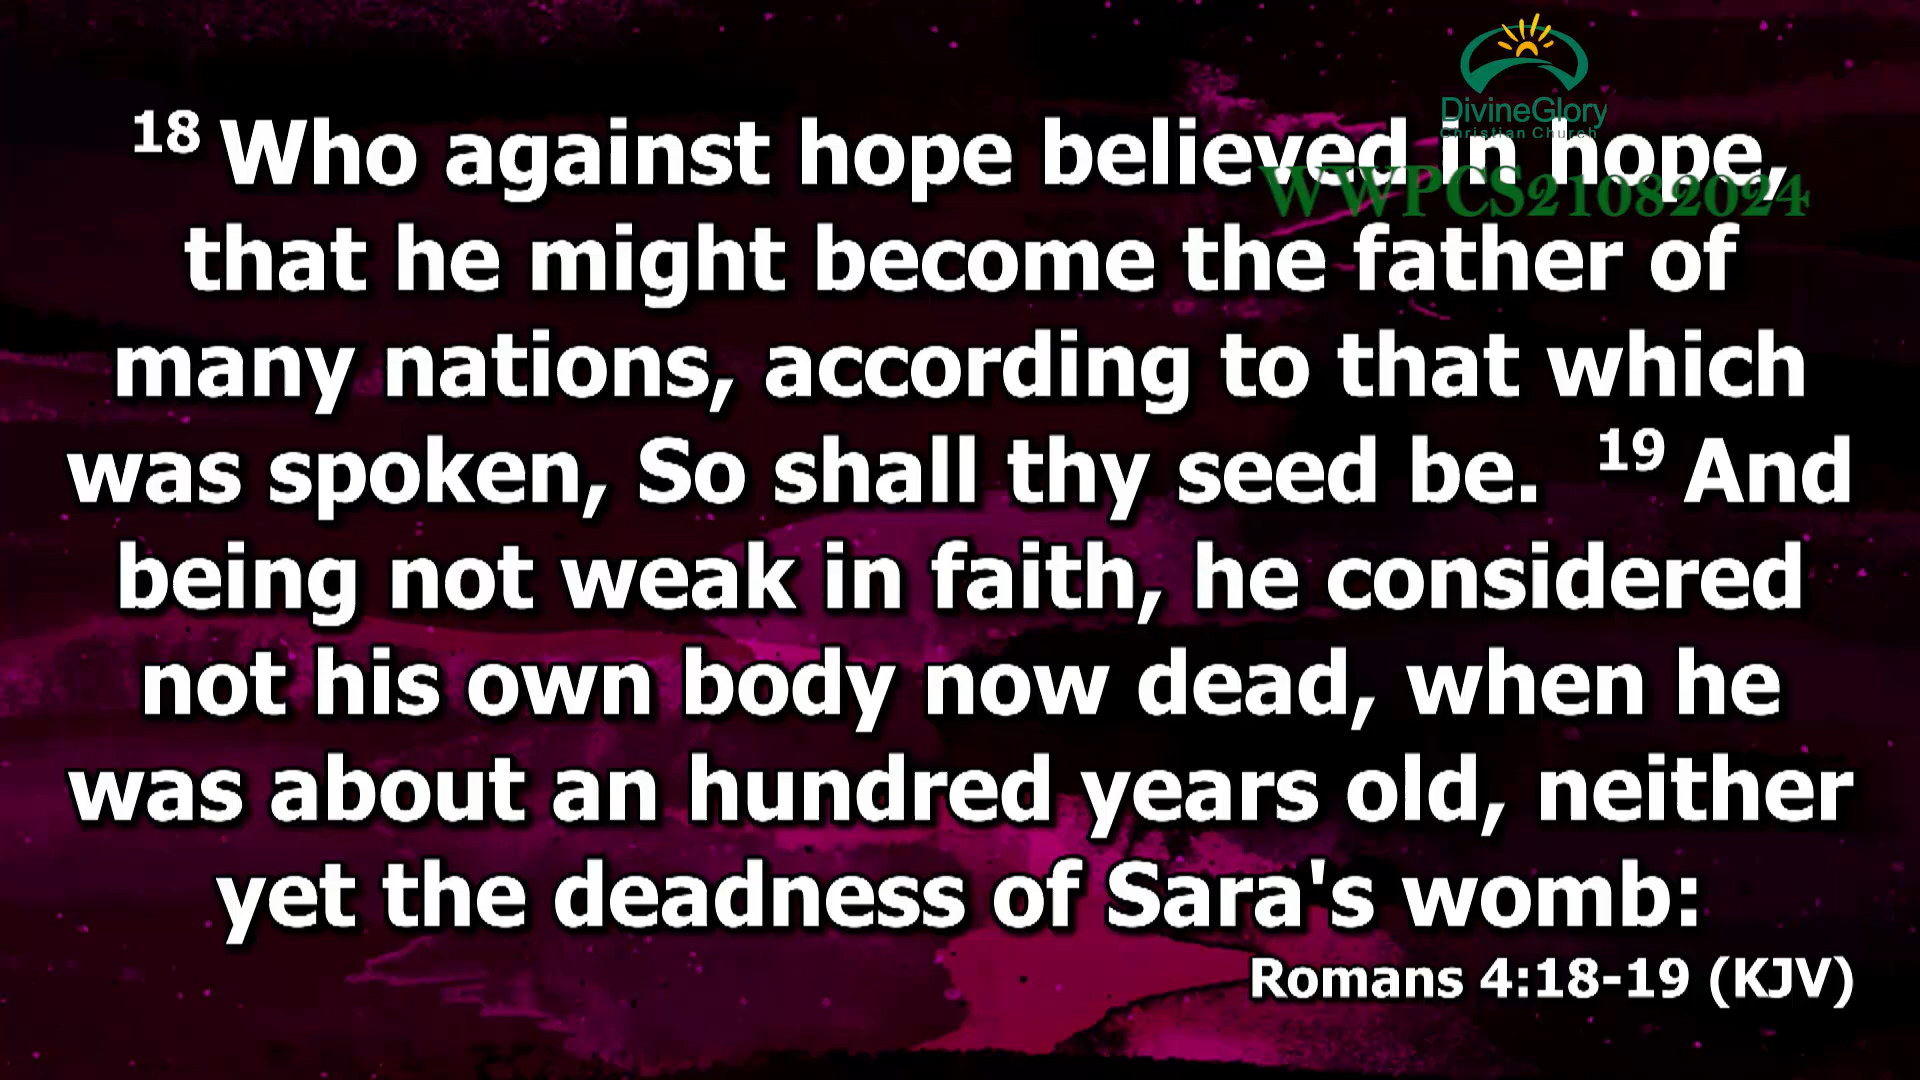 DivineGlory
Christian Church
WWPCS21082024
18 Who against hope believed in hope,
that he might become the father of
many nations, according to that which
was spoken, So shall thy seed be. 19 And
being not weak in faith, he considered
not his own body now dead, when he
was about an hundred years old, neither
yet the deadness of Sara's womb:
Romans 4:18-19 (KJV)